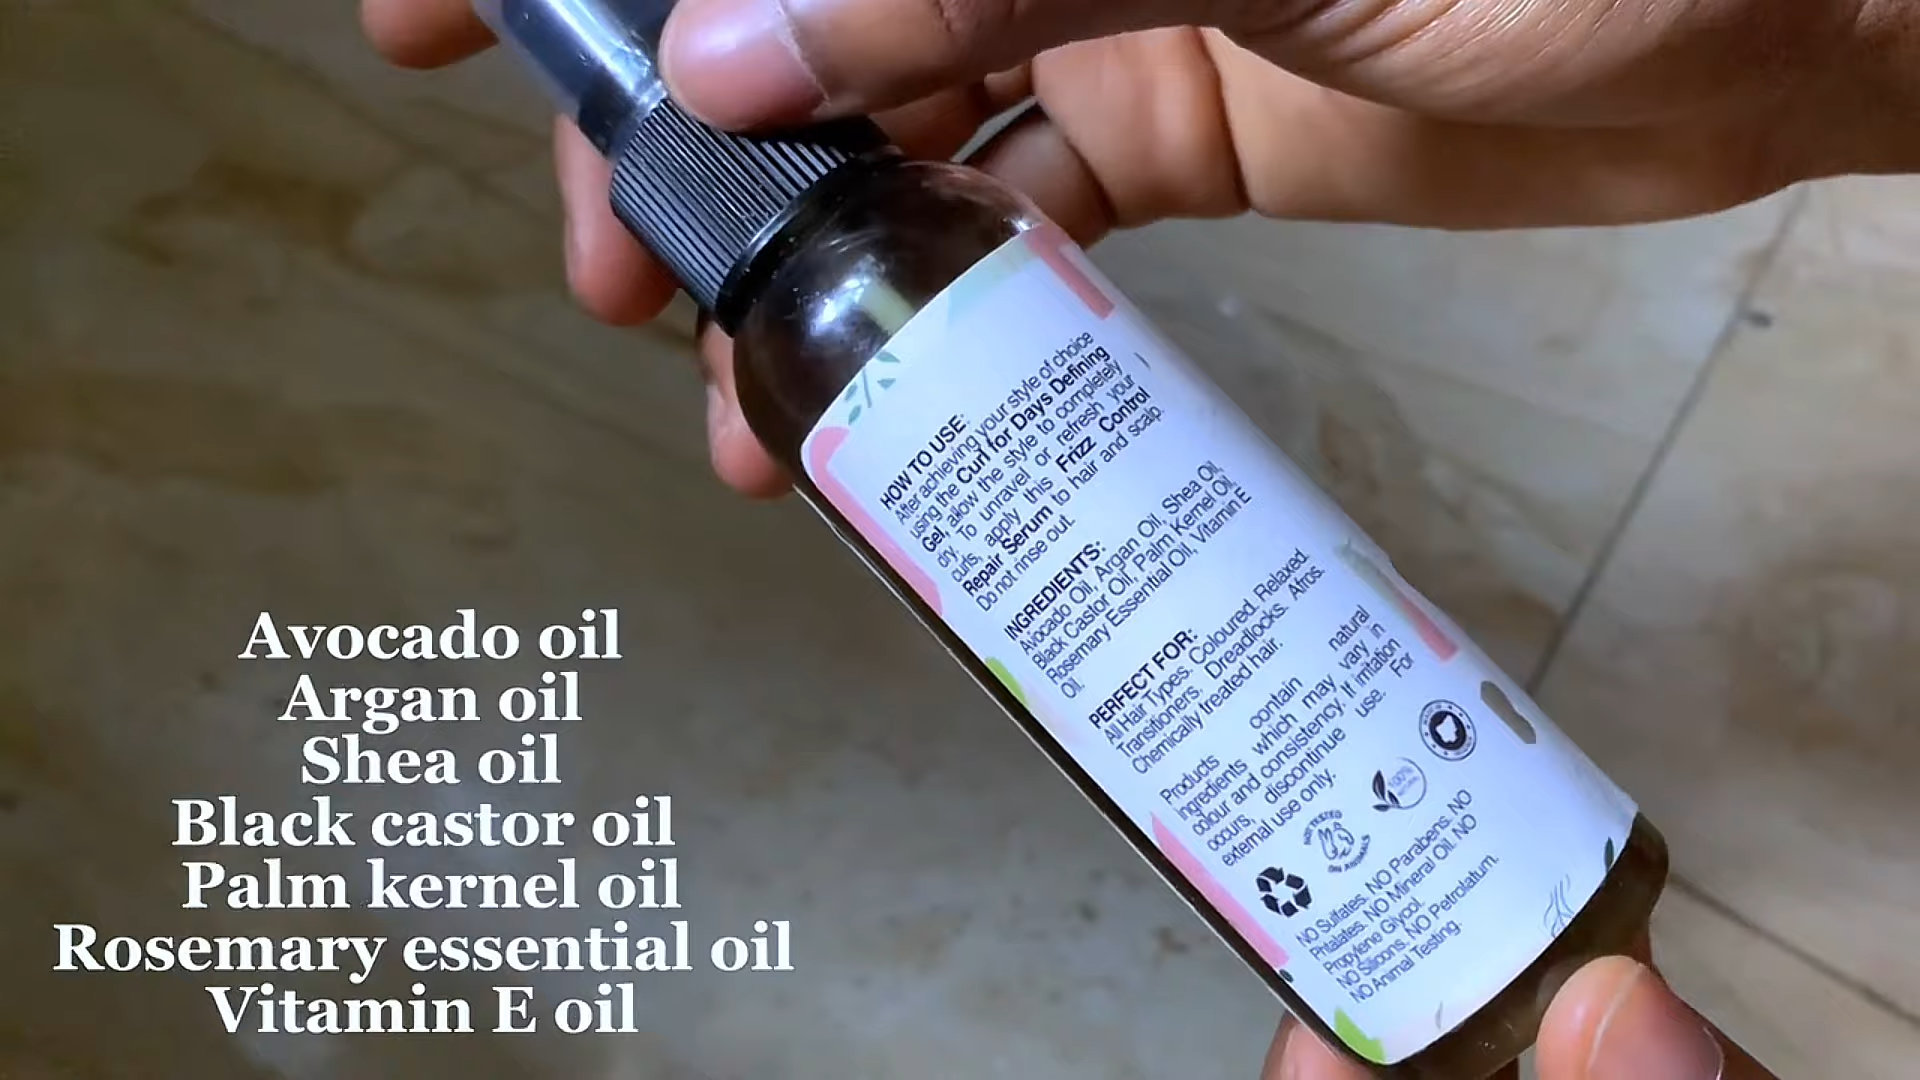 HOW TO USE:
After achieving your style of choice
using the Curl for Days Defining
Gel, allow the style to completely
dry. To unravel or refresh your
curls, apply this Frizz Control
Repair Serum to hair and scalp.
Do not rinse out.
INGREDIENTS:
Avocado Oil, Argan Oil, Shea Oil,
Black Castor Oil, Palm Kernel Oil,
Rosemary Essential Oil, Vitamin E
Oil.
PERFECT FOR:
All Hair Types. Coloured. Relaxed.
Transitioners. Dreadlocks. Afros.
Chemically treated hair.
Products contain natural
ingredients which may vary in
colour and consistency. If irritation
occurs, discontinue use. For
external use only.
NOT TESTED
ON ANIMALS
100%
NO Sulfates. NO Parabens. NO
Phtalates. NO Mineral Oil. NO
Propylene Glycol.
NO Silicons. NO Petrolatum.
NO Animal Testing.
Avocado oil
Argan oil
Shea oil
Black castor oil
Palm kernel oil
Rosemary essential oil
Vitamin E oil